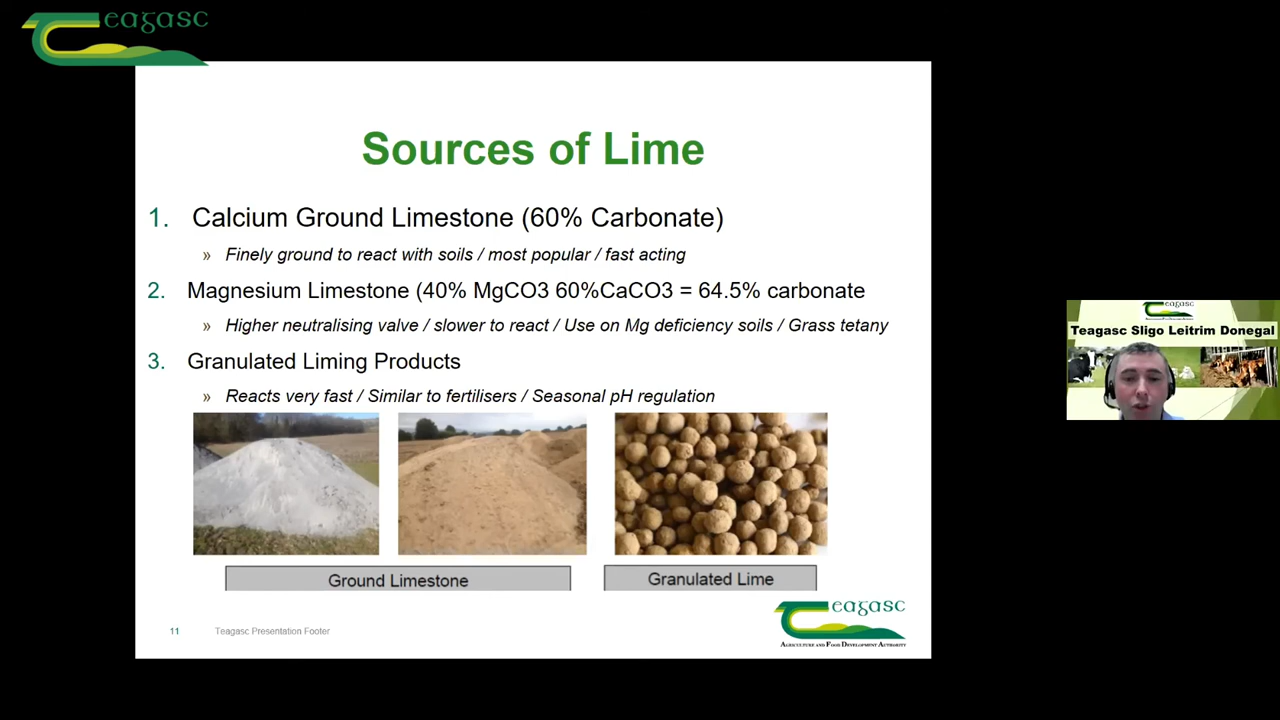 Teagasc
Sources of Lime
1. Calcium Ground Limestone (60% Carbonate)
» Finely ground to react with soils / most popular / fast acting
2. Magnesium Limestone (40% MgCO3 60%CaCO3 = 64.5% carbonate
» Higher neutralising valve / slower to react / Use on Mg deficiency soils / Grass tetany
3. Granulated Liming Products
» Reacts very fast / Similar to fertilisers / Seasonal pH regulation
Ground Limestone
Granulated Lime
11 Teagasc Presentation Footer
Teagasc
AGRICULTURE AND FOOD DEVELOPMENT AUTHORITY
Teagasc
Teagasc Sligo Leitrim Donegal